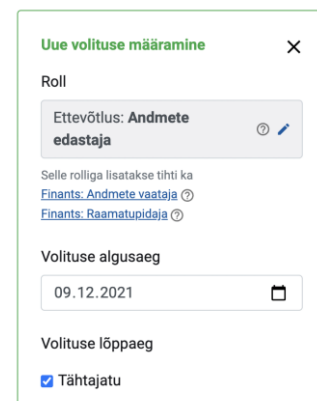 Uue volituse määramine
Roll
Ettevõtlus: Andmete
edastaja
Selle rolliga lisatakse tihti ka
Finants: Andmete vaataja
Finants: Raamatupidaja
Volituse algusaeg
09.12.2021
Volituse lõppaeg
Tähtajatu